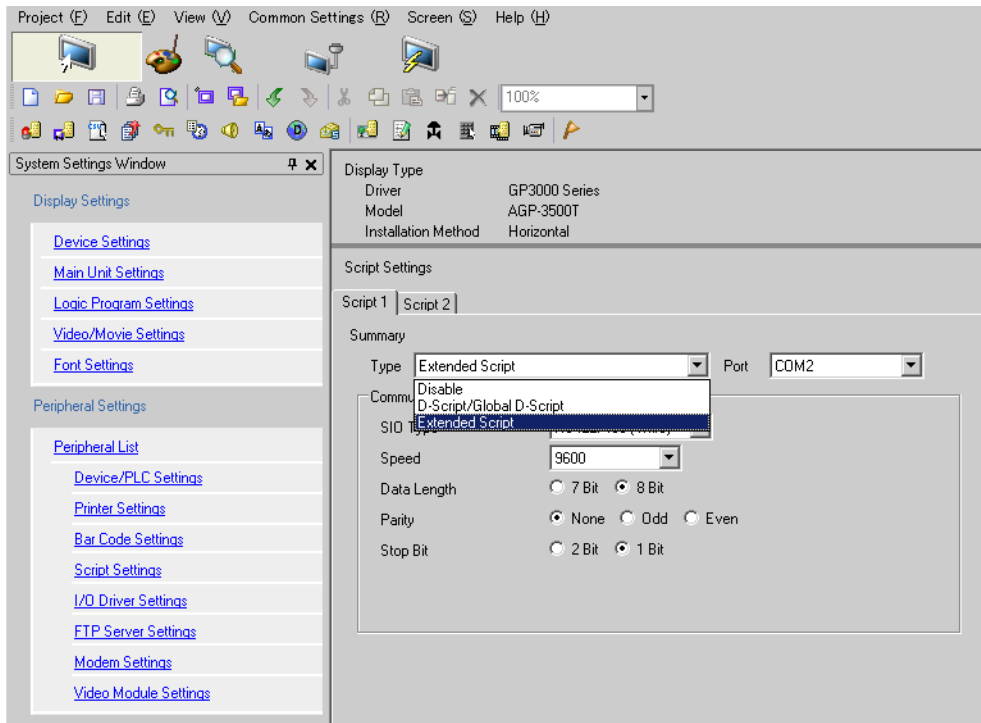 Project (F) Edit (E) View (V) Common Settings (R) Screen (S) Help (H)
100%
System Settings Window
Display Settings
Device Settings
Main Unit Settings
Logic Program Settings
Video/Movie Settings
Font Settings
Peripheral Settings
Peripheral List
Device/PLC Settings
Printer Settings
Bar Code Settings
Script Settings
I/O Driver Settings
FTP Server Settings
Modem Settings
Video Module Settings
Display Type
Driver GP3000 Series
Model AGP-3500T
Installation Method Horizontal
Script Settings
Script 1 Script 2
Summary
Type Extended Script Port COM2
Disable
D-Script/Global D-Script
Extended Script
SIO
Speed 9600
Data Length 7 Bit 8 Bit
Parity None Odd Even
Stop Bit 2 Bit 1 Bit